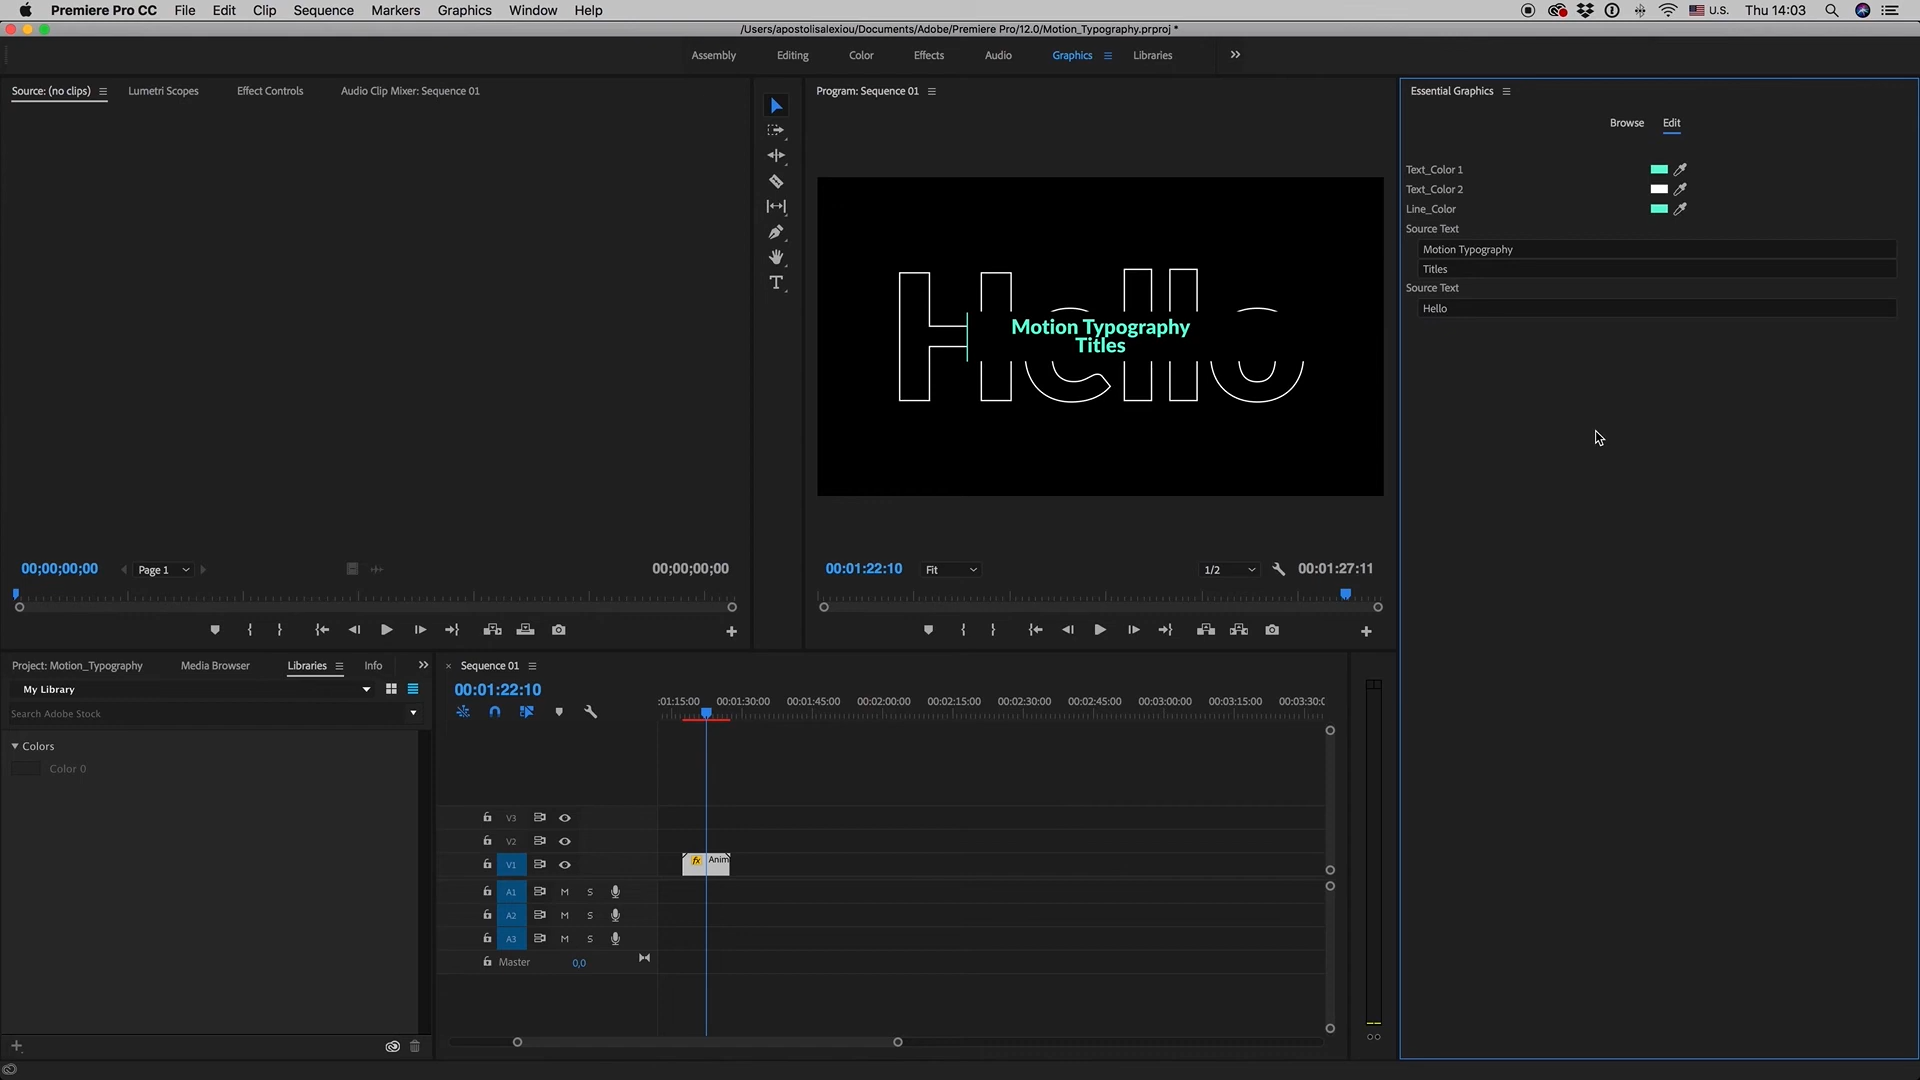 Premiere Pro CC File Edit Clip Sequence Markers Graphics Window Help U.S. Thu 14:03
/Users/apostolisalexiou/Documents/Adobe/Premiere Pro/12.0/Motion_Typography.prproj *
Assembly Editing Color Effects Audio Graphics Libraries
Source: (no clips) Lumetri Scopes Effect Controls Audio Clip Mixer: Sequence 01
Program: Sequence 01
Essential Graphics
Browse Edit
Text_Color 1
Text_Color 2
Line_Color
Source Text
Motion Typography
Titles
Source Text
Hello
Hello
Motion Typography
Titles
00;00;00;00 Page 1 00;00;00;00
00:01:22:10 Fit 1/2 00:01:27:11
Project: Motion_Typography Media Browser Libraries Info
My Library
Search Adobe Stock
Colors
Color 0
× Sequence 01
00:01:22:10
:01:15:00 00:01:30:00 00:01:45:00 00:02:00:00 00:02:15:00 00:02:30:00 00:02:45:00 00:03:00:00 00:03:15:00 00:03:30:0
V3
V2
V1 fx Anim
A1 M S
A2 M S
A3 M S
Master 0,0